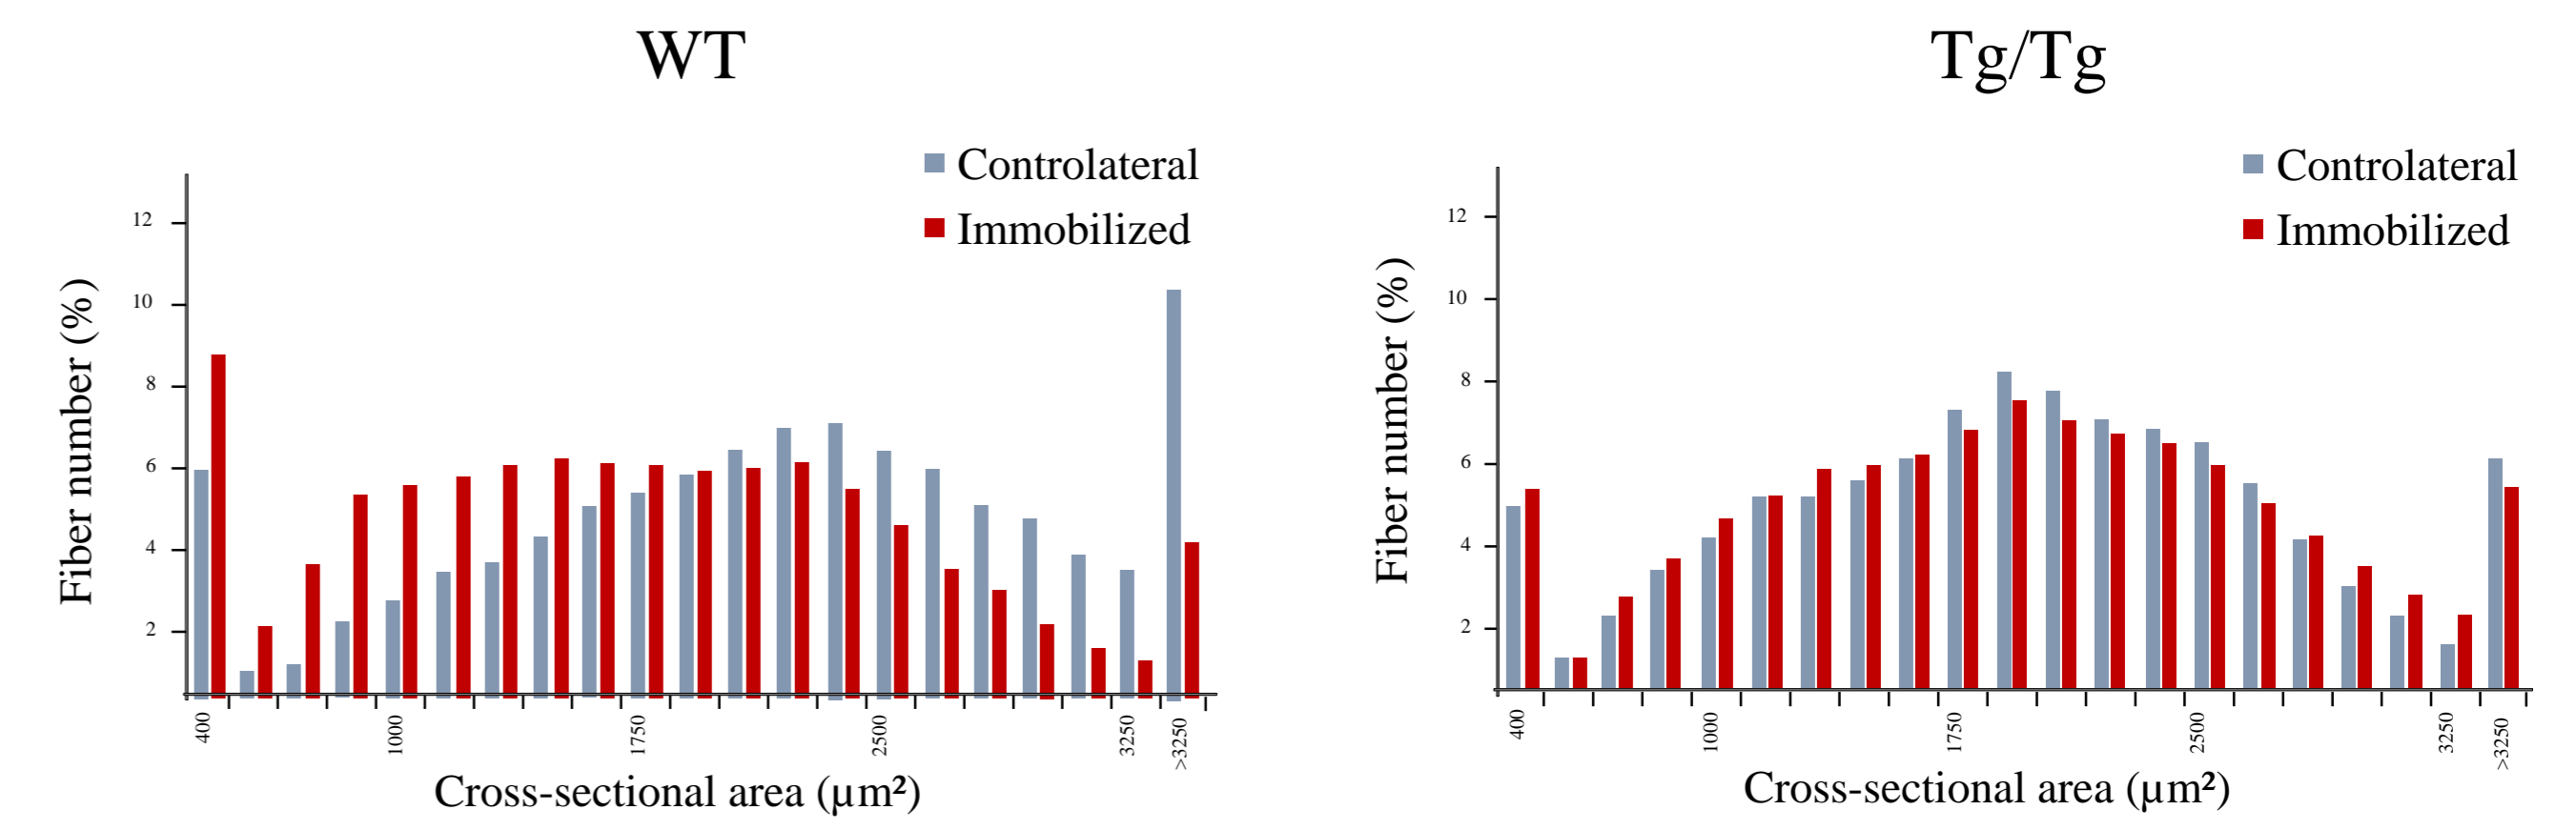 WT
Controlateral
Immobilized
Fiber number (%)
12
10
8
6
4
2
400
1000
1750
2500
3250
>3250
Cross-sectional area (µm²)
Tg/Tg
Controlateral
Immobilized
Fiber number (%)
12
10
8
6
4
2
400
1000
1750
2500
3250
>3250
Cross-sectional area (µm²)